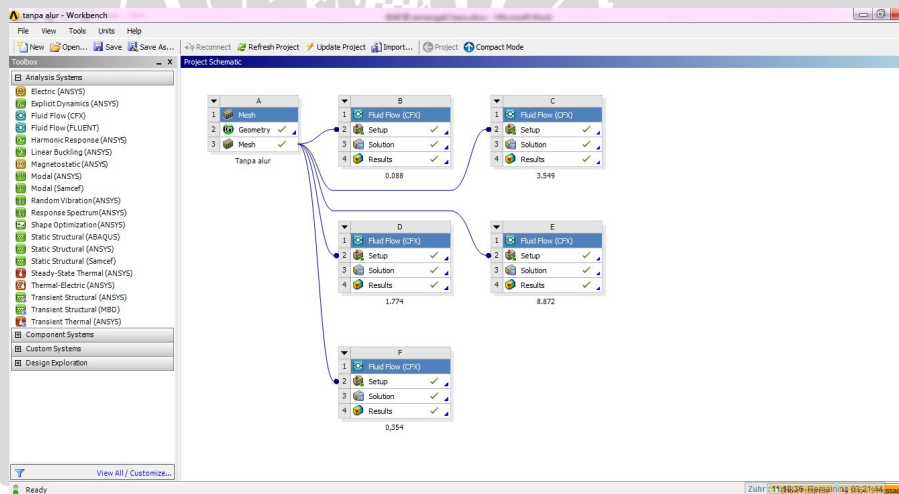 tanpa alur - Workbench
File View Tools Units Help
New Open... Save Save As... Reconnect Refresh Project Update Project Import... Project Compact Mode
Toolbox
Project Schematic
Analysis Systems
Electric (ANSYS)
Explicit Dynamics (ANSYS)
Fluid Flow (CFX)
Fluid Flow (FLUENT)
Harmonic Response (ANSYS)
Linear Buckling (ANSYS)
Magnetostatic (ANSYS)
Modal (ANSYS)
Modal (Samcef)
Random Vibration (ANSYS)
Response Spectrum (ANSYS)
Shape Optimization (ANSYS)
Static Structural (ABAQUS)
Static Structural (ANSYS)
Static Structural (Samcef)
Steady-State Thermal (ANSYS)
Thermal-Electric (ANSYS)
Transient Structural (ANSYS)
Transient Structural (MBD)
Transient Thermal (ANSYS)
Component Systems
Custom Systems
Design Exploration
View All / Customize...
A
1 Mesh
2 Geometry
3 Mesh
Tanpa alur
B
1 Fluid Flow (CFX)
2 Setup
3 Solution
4 Results
0.088
C
1 Fluid Flow (CFX)
2 Setup
3 Solution
4 Results
3.549
D
1 Fluid Flow (CFX)
2 Setup
3 Solution
4 Results
1.774
E
1 Fluid Flow (CFX)
2 Setup
3 Solution
4 Results
8.872
F
1 Fluid Flow (CFX)
2 Setup
3 Solution
4 Results
0,354
Ready
Zuhr : Remaining